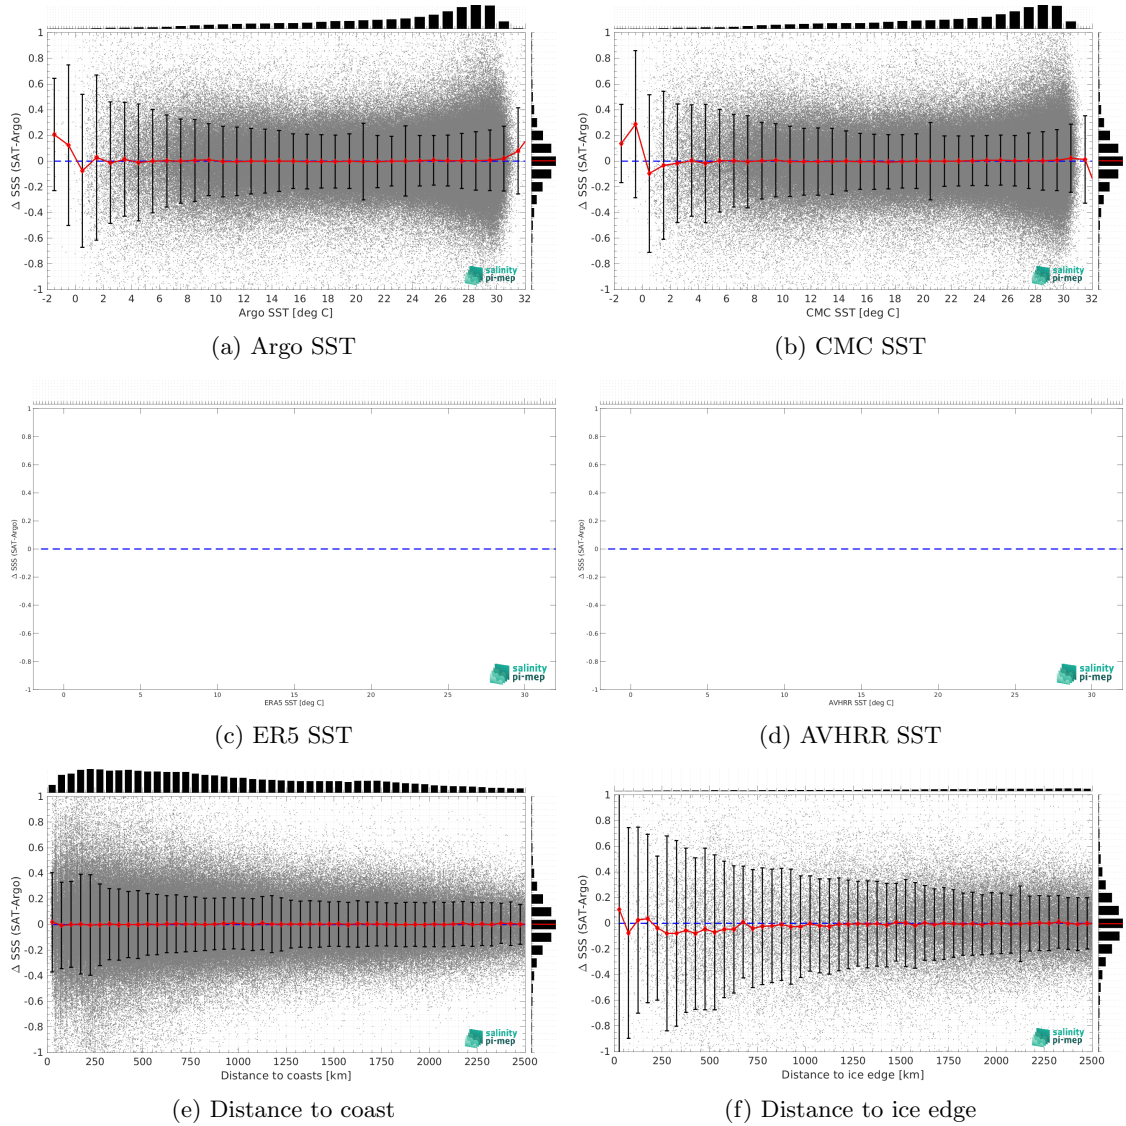 1
0.8
0.6
0.4
0.2
0
-0.2
-0.4
-0.6
-0.8
-1
Δ SSS (SAT-Argo)
salinity
pi-mep
-2 0 2 4 6 8 10 12 14 16 18 20 22 24 26 28 30 32
Argo SST [deg C]
(a) Argo SST
1
0.8
0.6
0.4
0.2
0
-0.2
-0.4
-0.6
-0.8
-1
Δ SSS (SAT-Argo)
salinity
pi-mep
-2 0 2 4 6 8 10 12 14 16 18 20 22 24 26 28 30 32
CMC SST [deg C]
(b) CMC SST
1
0.8
0.6
0.4
0.2
0
-0.2
-0.4
-0.6
-0.8
-1
Δ SSS (SAT-Argo)
salinity
pi-mep
0 5 10 15 20 25 30
ERA5 SST [deg C]
(c) ER5 SST
1
0.8
0.6
0.4
0.2
0
-0.2
-0.4
-0.6
-0.8
-1
Δ SSS (SAT-Argo)
salinity
pi-mep
0 5 10 15 20 25 30
AVHRR SST [deg C]
(d) AVHRR SST
1
0.8
0.6
0.4
0.2
0
-0.2
-0.4
-0.6
-0.8
-1
Δ SSS (SAT-Argo)
salinity
pi-mep
0 250 500 750 1000 1250 1500 1750 2000 2250 2500
Distance to coasts [km]
(e) Distance to coast
1
0.8
0.6
0.4
0.2
0
-0.2
-0.4
-0.6
-0.8
-1
Δ SSS (SAT-Argo)
salinity
pi-mep
0 250 500 750 1000 1250 1500 1750 2000 2250 2500
Distance to ice edge [km]
(f) Distance to ice edge